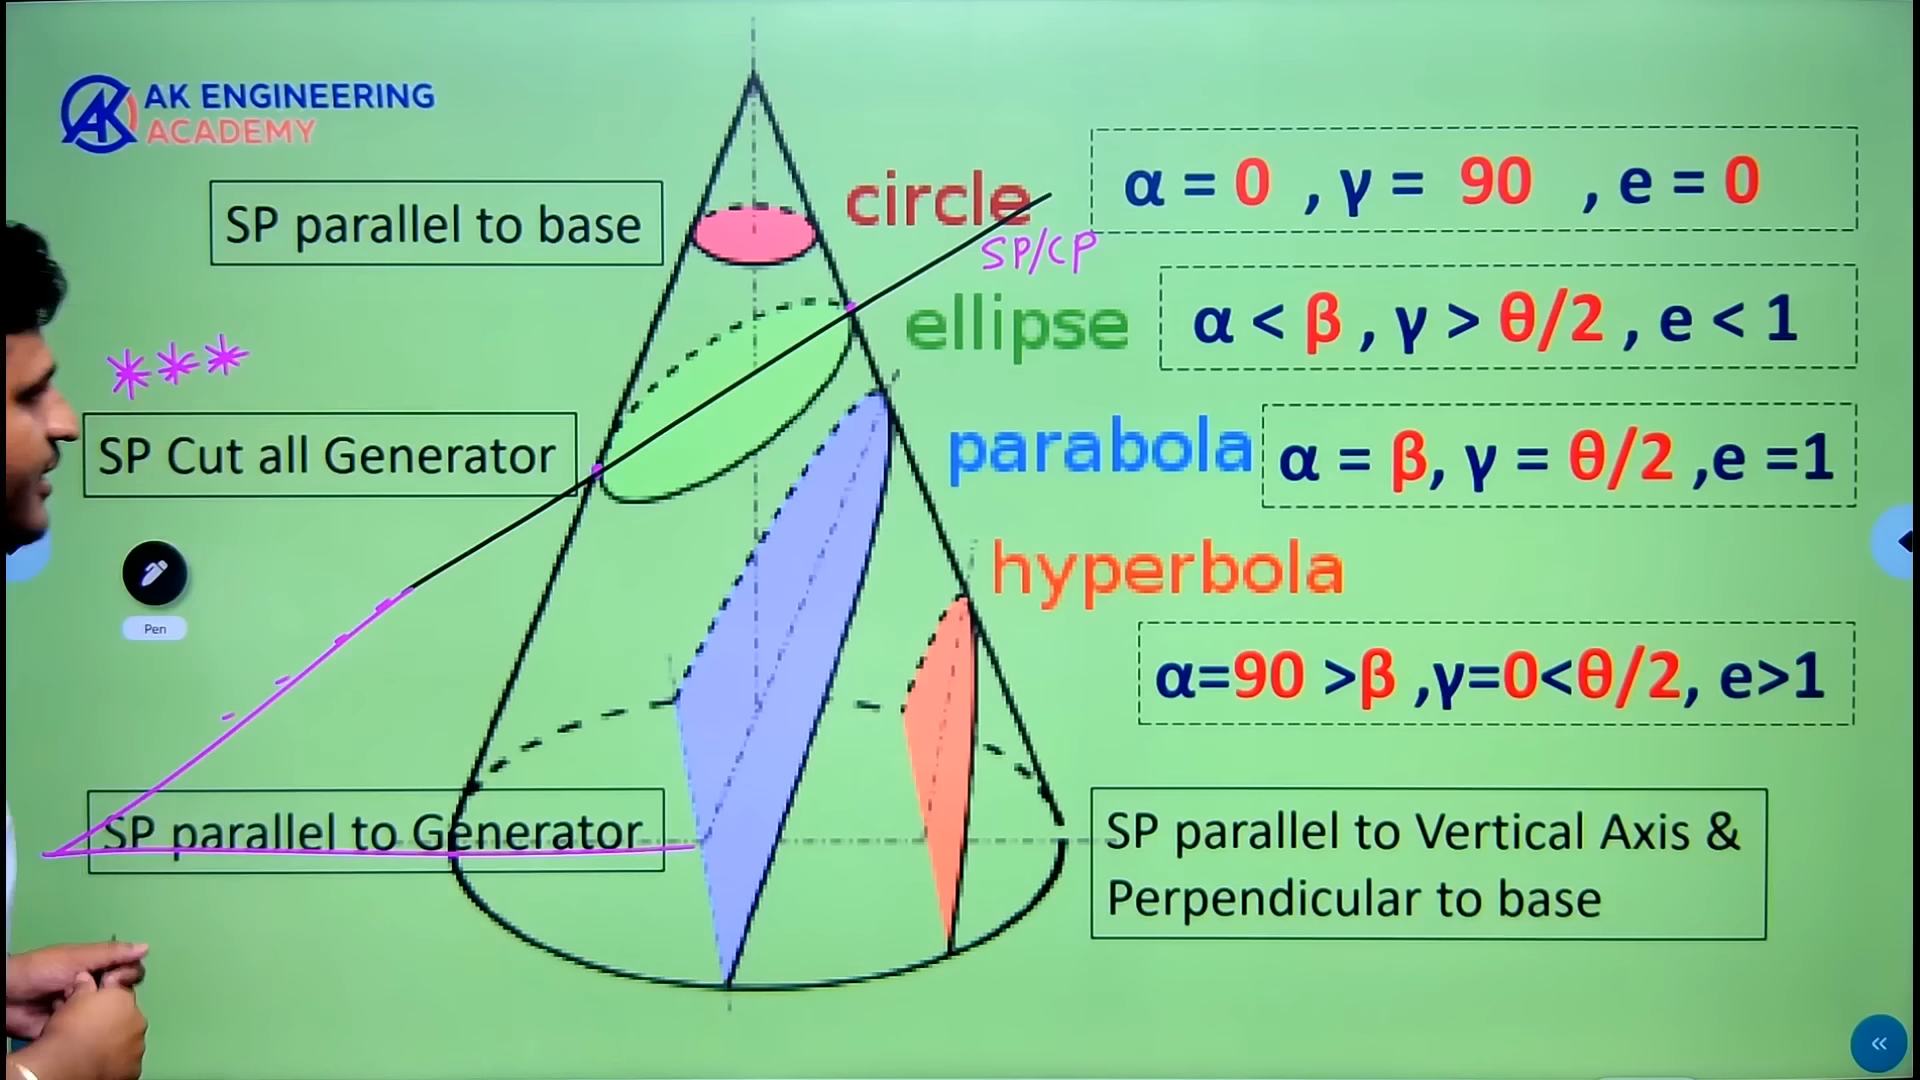 AK ENGINEERING
ACADEMY
SP parallel to base
circle
α = 0 , γ = 90 , e = 0
SP/CP
ellipse
α < β , γ > θ/2 , e < 1
***
SP Cut all Generator
parabola
α = β, γ = θ/2 ,e =1
hyperbola
Pen
α=90 >β ,γ=0<θ/2, e>1
SP parallel to Generator
SP parallel to Vertical Axis &
Perpendicular to base